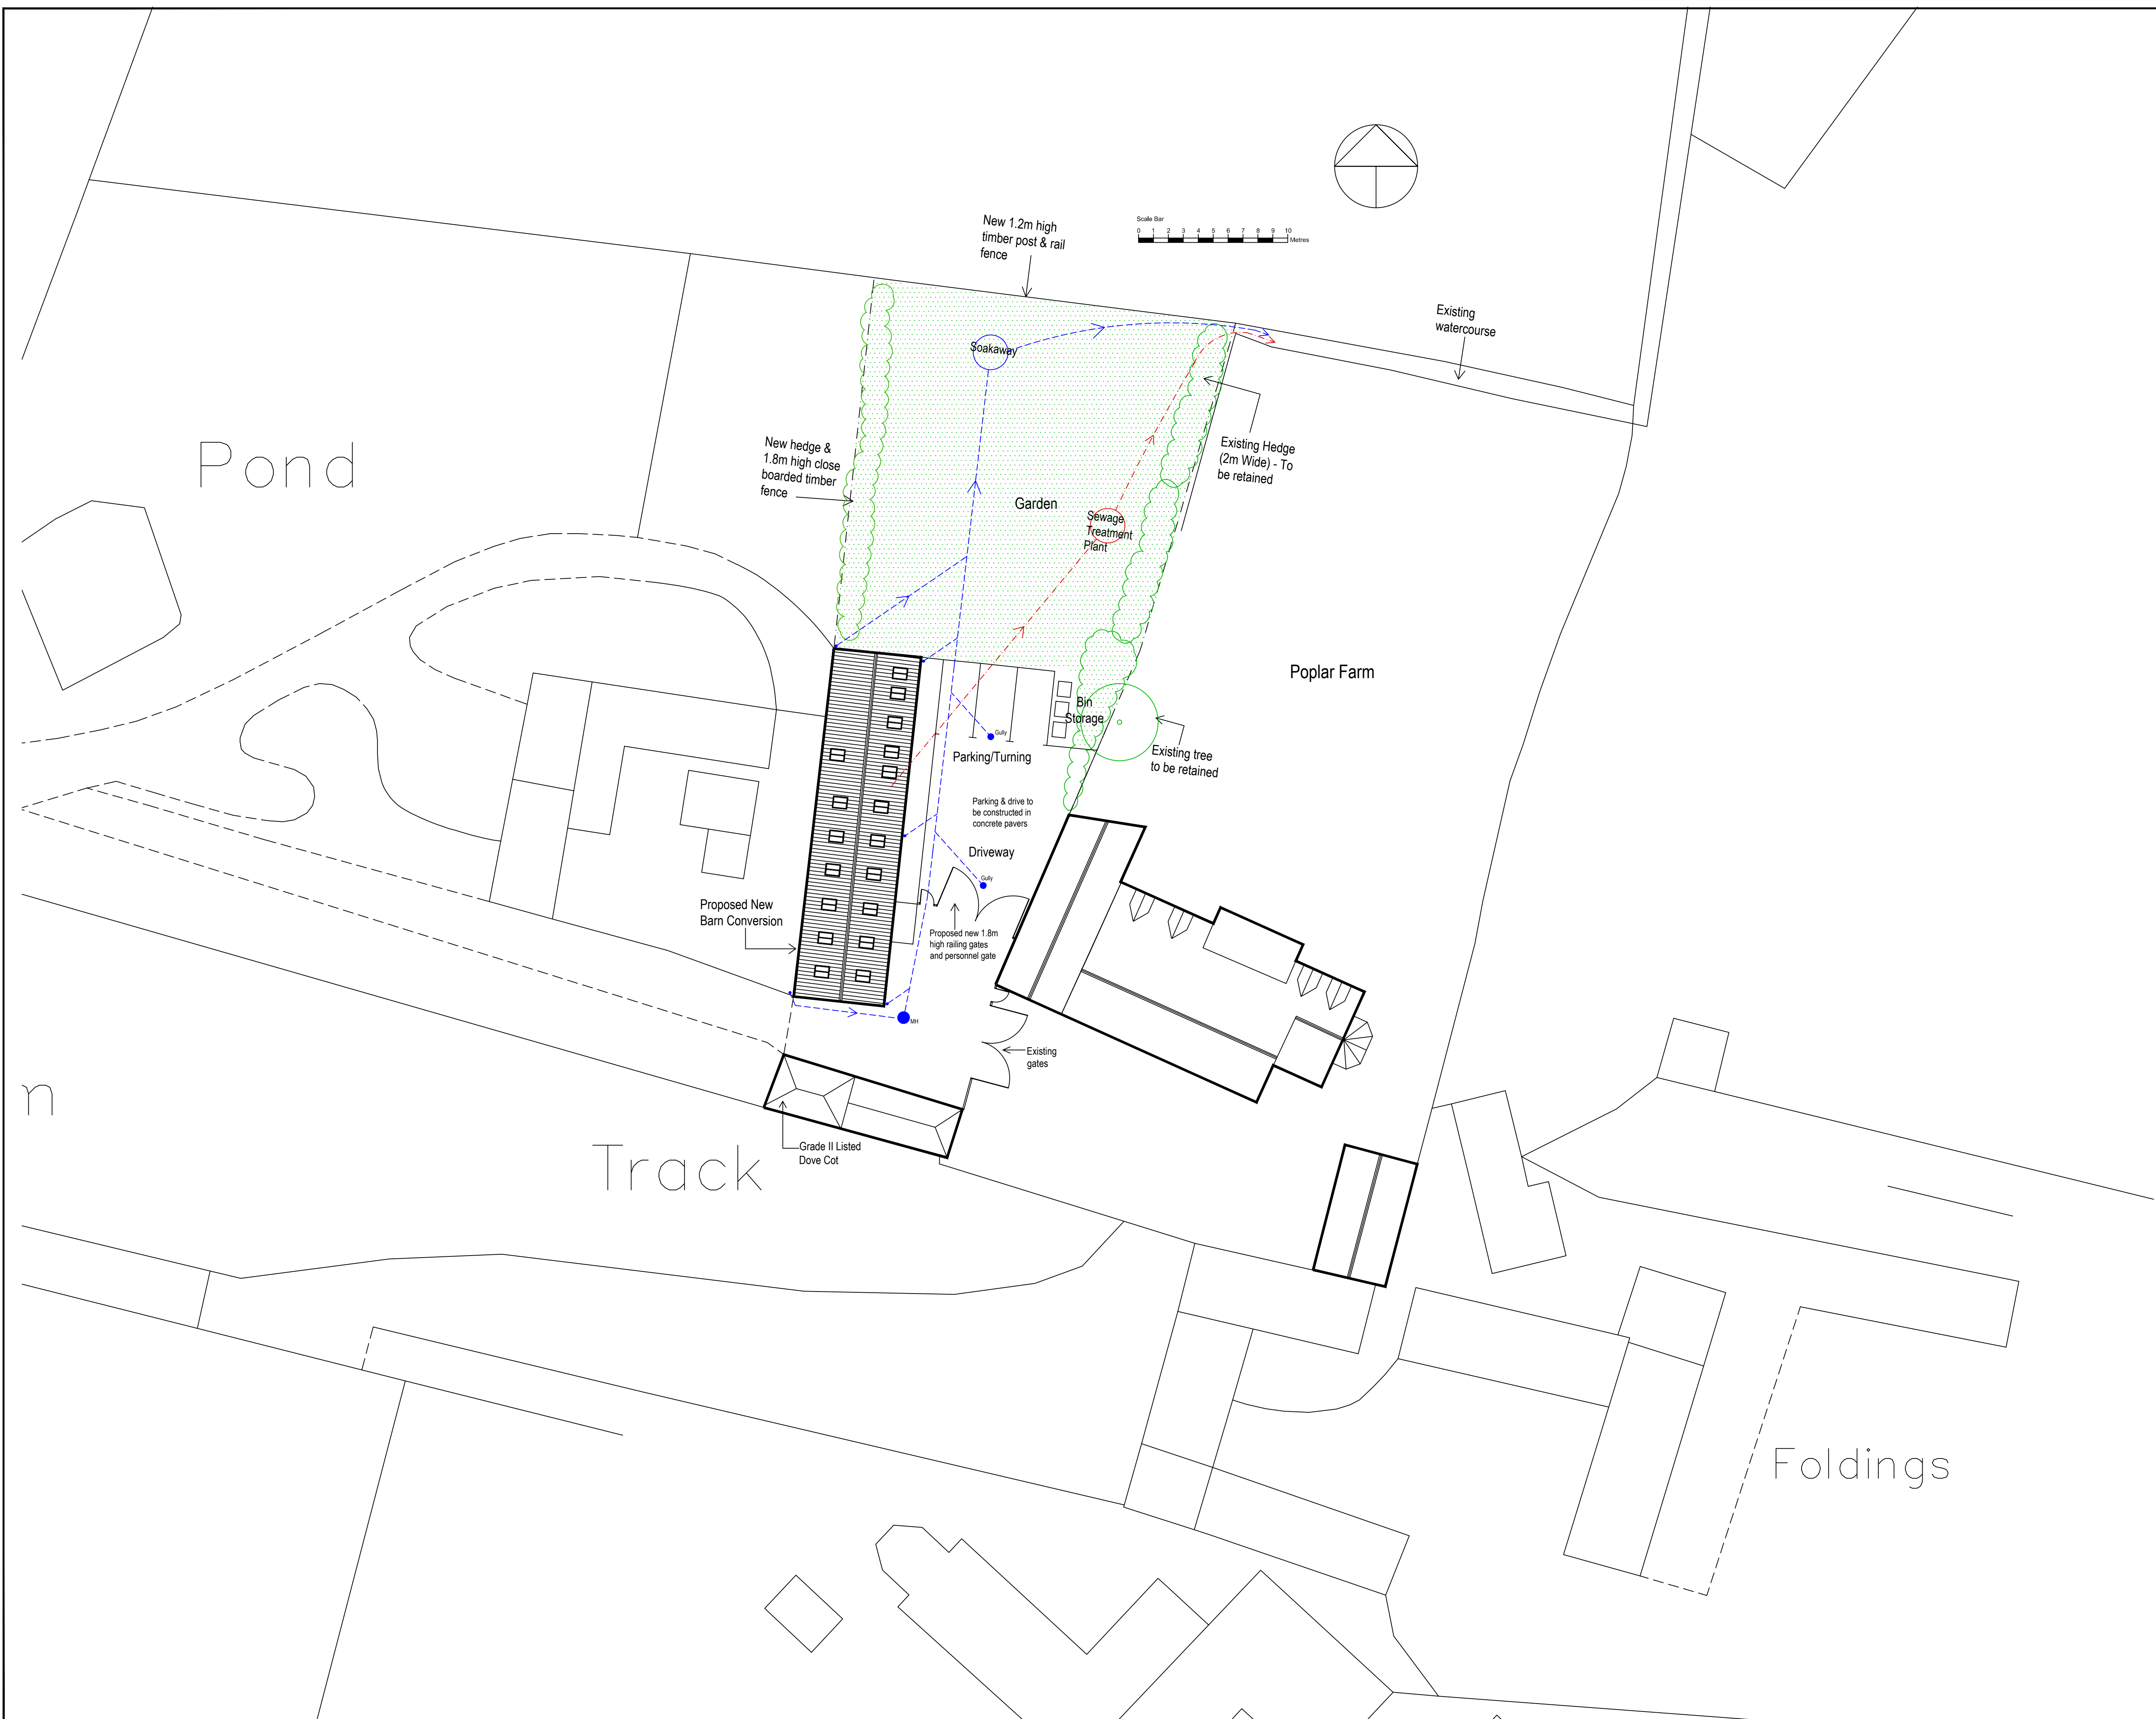 Scale Bar
0 1 2 3 4 5 6 7 8 9 10
Metres
New 1.2m high
timber post & rail
fence
Existing
watercourse
Soakaway
Pond
New hedge &
1.8m high close
boarded timber
fence
Existing Hedge
(2m Wide) - To
be retained
Garden
Sewage
Treatment
Plant
Poplar Farm
Bin
Storage
Gully
Parking/Turning
Existing tree
to be retained
Parking & drive to
be constructed in
concrete pavers
Driveway
Gully
Proposed New
Barn Conversion
Proposed new 1.8m
high railing gates
and personnel gate
MH
Existing
gates
n
Track
Grade II Listed
Dove Cot
Foldings